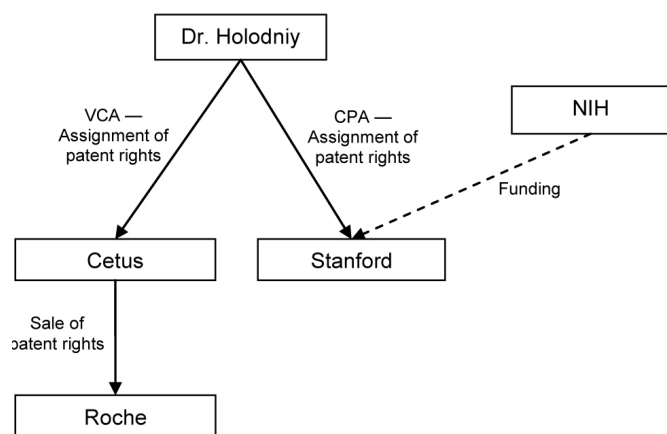 Dr. Holodniy
NIH
VCA —
Assignment of
patent rights
CPA —
Assignment of
patent rights
Funding
Cetus
Stanford
Sale of
patent rights
Roche